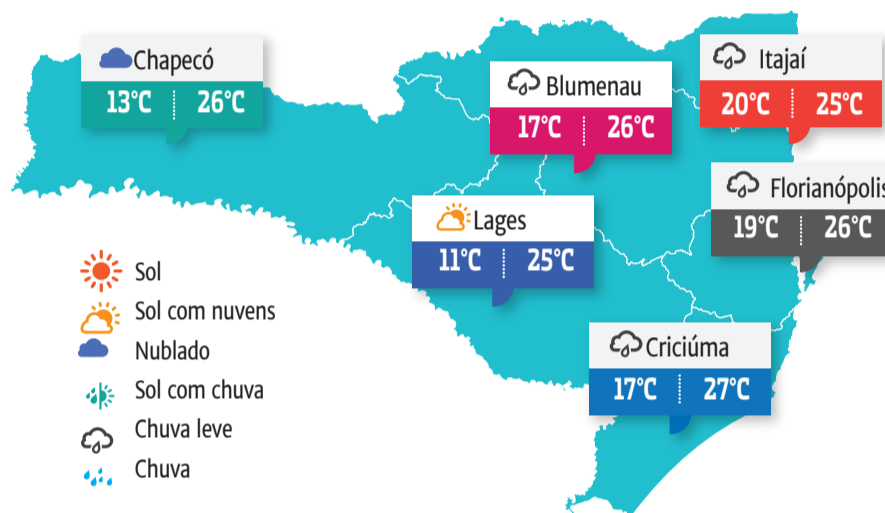 Chapecó
13°C 26°C
Blumenau
17°C 26°C
Itajaí
20°C 25°C
Florianópolis
19°C 26°C
Lages
11°C 25°C
Criciúma
17°C 27°C
Sol
Sol com nuvens
Nublado
Sol com chuva
Chuva leve
Chuva